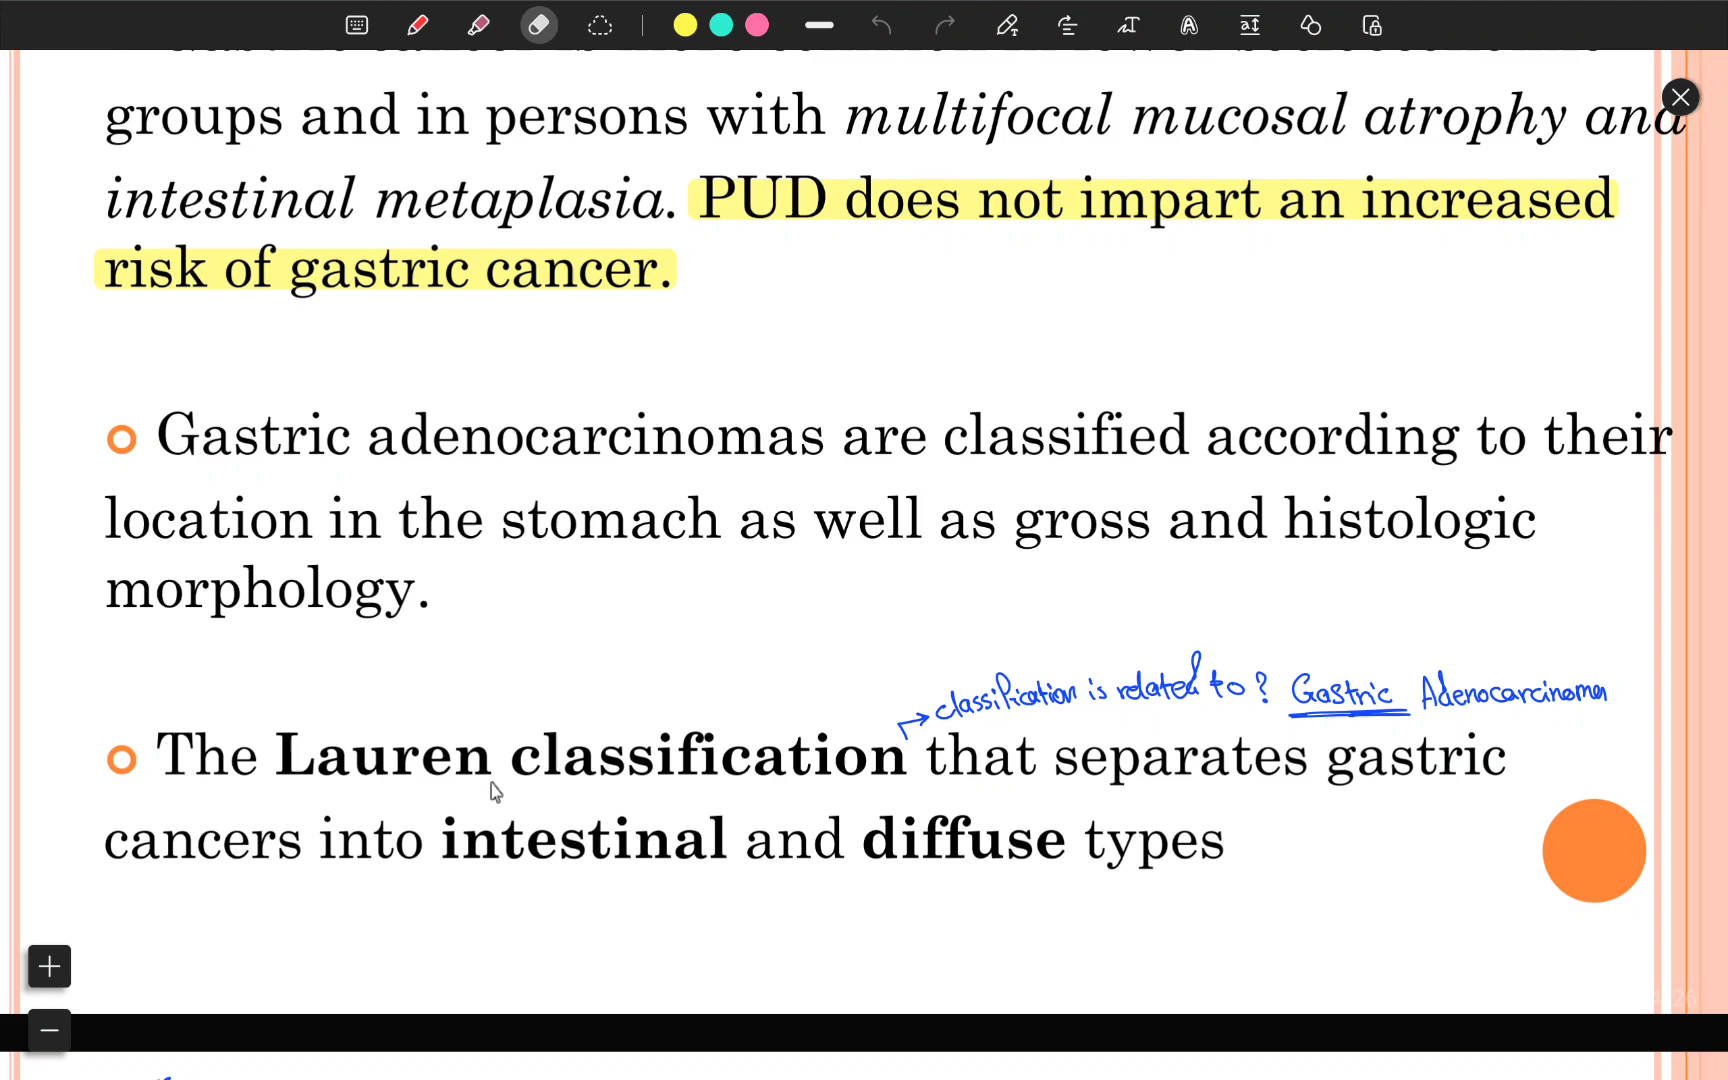 groups and in persons with multifocal mucosal atrophy and
intestinal metaplasia. PUD does not impart an increased
risk of gastric cancer.
Gastric adenocarcinomas are classified according to their
location in the stomach as well as gross and histologic
morphology.
classification is related to? Gastric Adenocarcinoma
The Lauren classification that separates gastric
cancers into intestinal and diffuse types